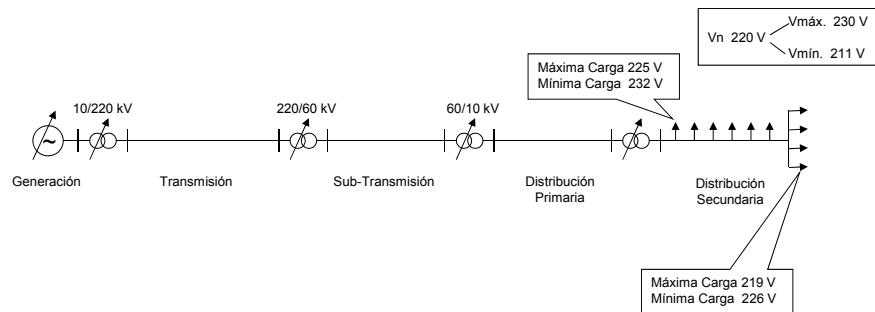 Vmáx. 230 V
Vn 220 V
Vmín. 211 V
Máxima Carga 225 V
Mínima Carga 232 V
10/220 kV
220/60 kV
60/10 kV
~
Generación
Transmisión
Sub-Transmisión
Distribución
Primaria
Distribución
Secundaria
Máxima Carga 219 V
Mínima Carga 226 V